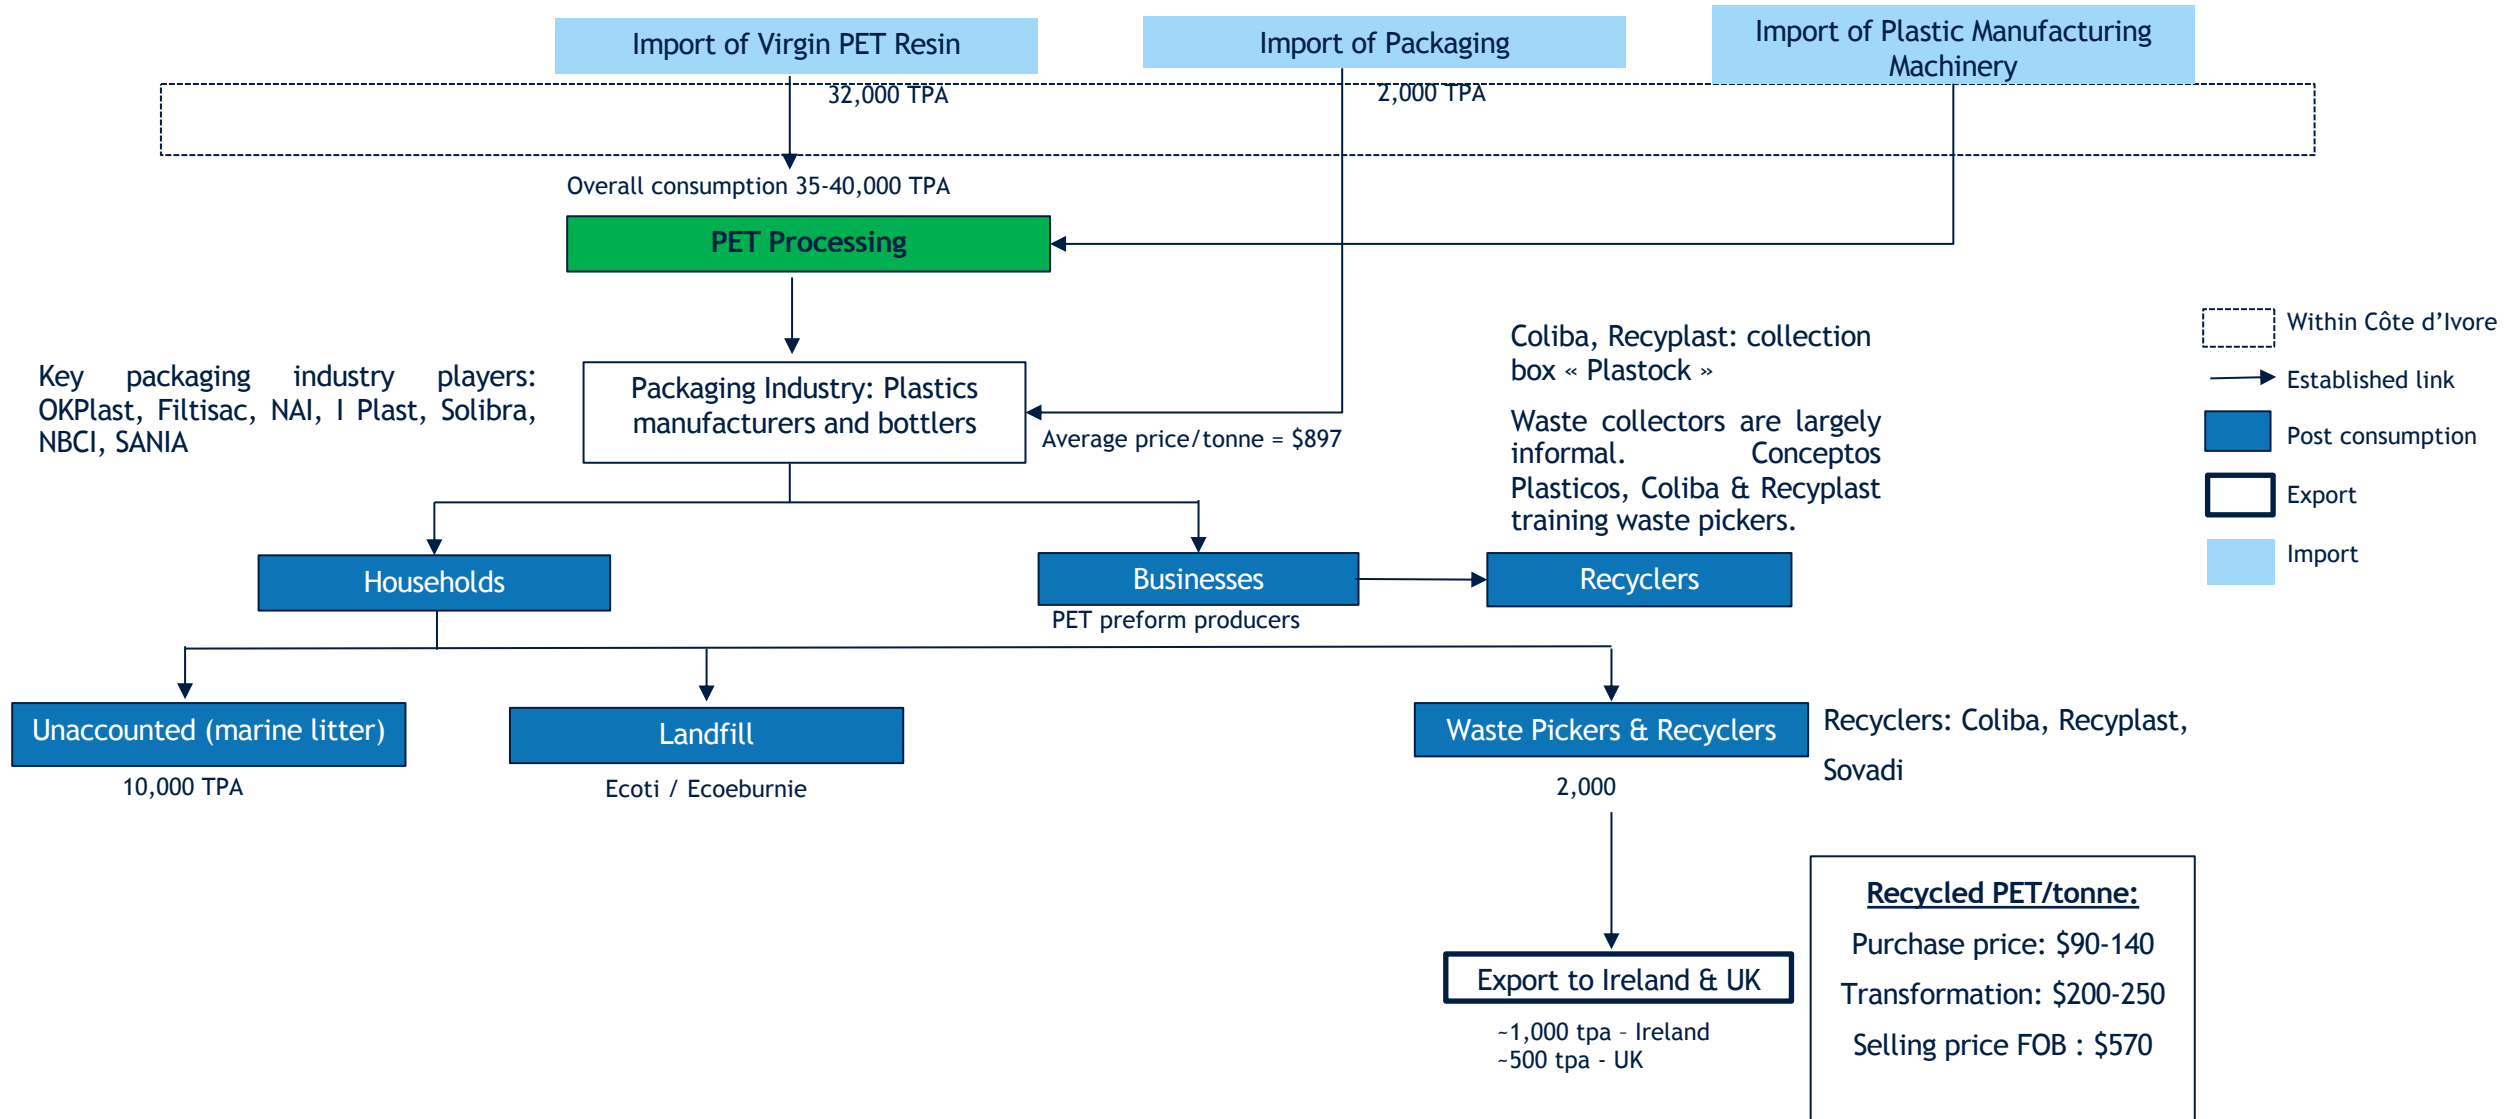 Import of Virgin PET Resin
Import of Packaging
Import of Plastic Manufacturing
Machinery
32,000 TPA
2,000 TPA
Overall consumption 35-40,000 TPA
PET Processing
Key packaging industry players:
OKPlast, Filtisac, NAI, I Plast, Solibra,
NBCI, SANIA
Packaging Industry: Plastics
manufacturers and bottlers
Average price/tonne = $897
Coliba, Recyplast: collection
box « Plastock »
Waste collectors are largely
informal. Conceptos
Plasticos, Coliba & Recyplast
training waste pickers.
Within Côte d’Ivore
Established link
Post consumption
Export
Import
Households
Businesses
Recyclers
PET preform producers
Unaccounted (marine litter)
Landfill
Waste Pickers & Recyclers
Recyclers: Coliba, Recyplast,
Sovadi
10,000 TPA
Ecoti / Ecoeburnie
2,000
Export to Ireland & UK
~1,000 tpa – Ireland
~500 tpa - UK
Recycled PET/tonne:
Purchase price: $90-140
Transformation: $200-250
Selling price FOB : $570